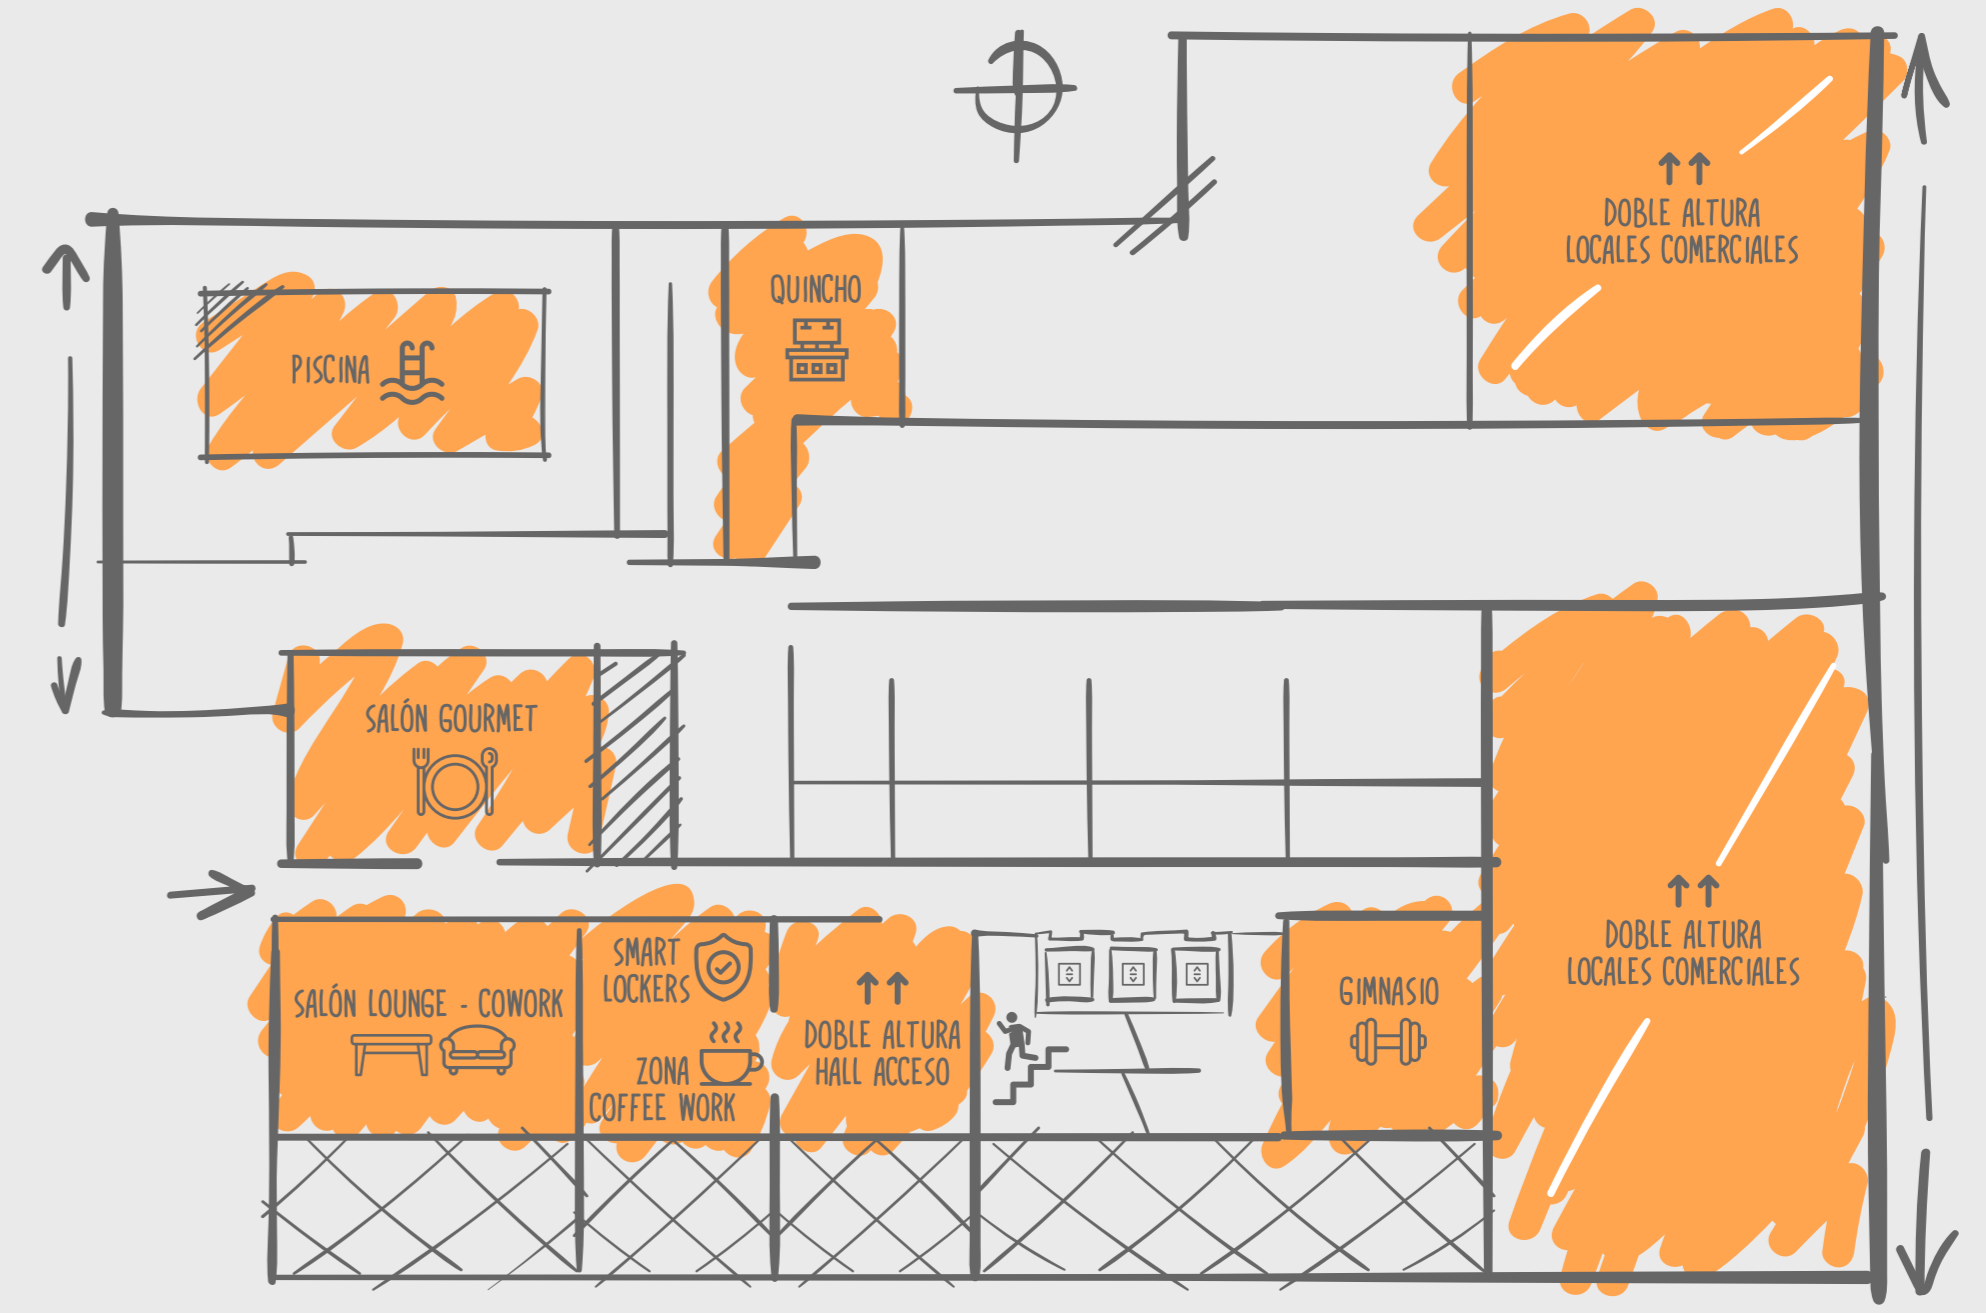 DOBLE ALTURA
LOCALES COMERCIALES
QUINCHO
PISCINA
SALÓN GOURMET
DOBLE ALTURA
LOCALES COMERCIALES
SMART
LOCKERS
SALÓN LOUNGE - COWORK
GIMNASIO
DOBLE ALTURA
HALL ACCESO
ZONA
COFFEE WORK